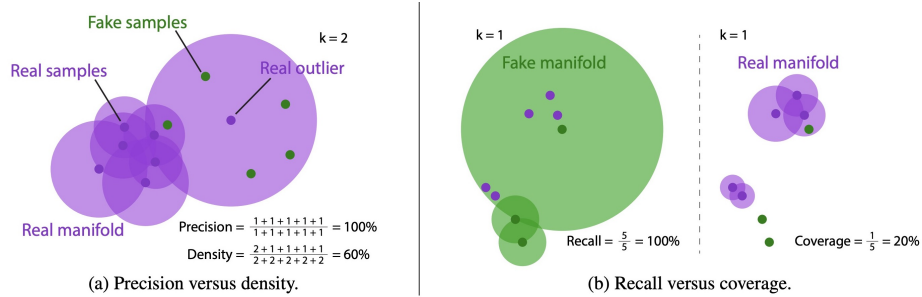 Fake samples
k = 2
Real samples
Real outlier
Real manifold
Precision = 1+1+1+1+1 / 1+1+1+1+1 = 100%
Density = 2+1+1+1+1 / 2+2+2+2+2 = 60%
(a) Precision versus density.
k = 1
Fake manifold
Recall = 5/5 = 100%
k = 1
Real manifold
Coverage = 1/5 = 20%
(b) Recall versus coverage.